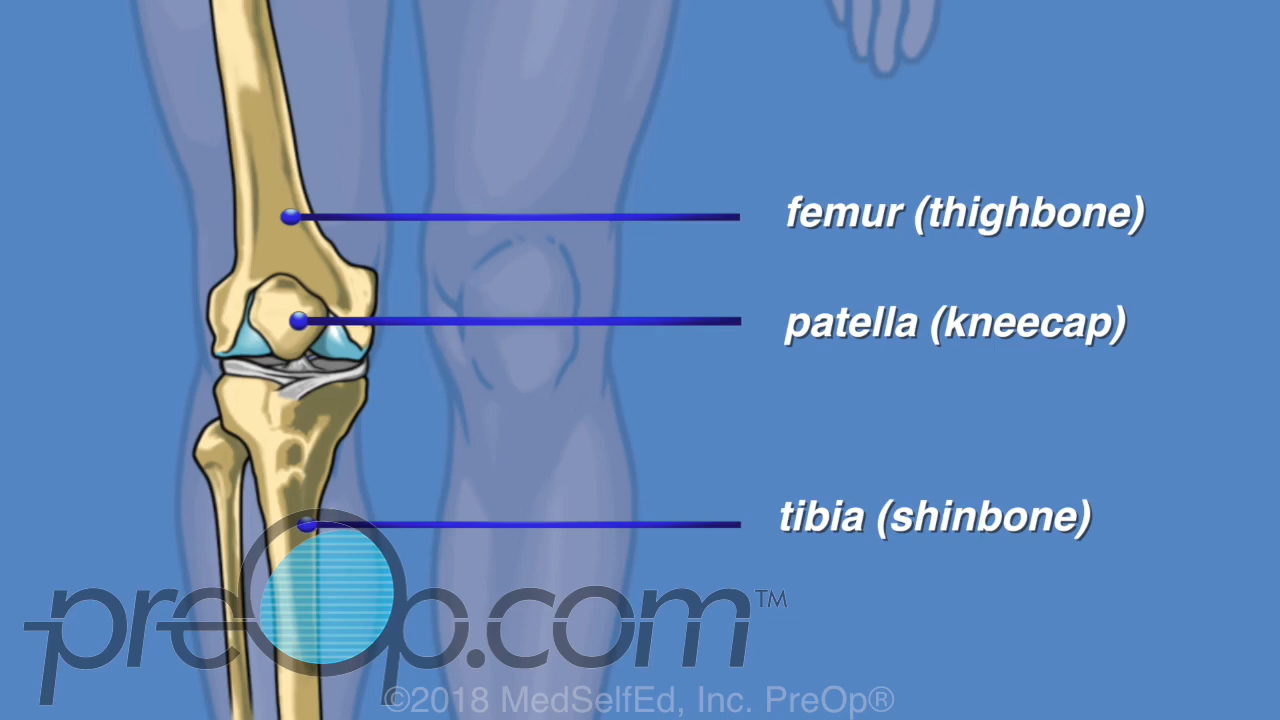 femur (thighbone)
patella (kneecap)
tibia (shinbone)
preOp.com™
©2018 MedSelfEd, Inc. PreOp®